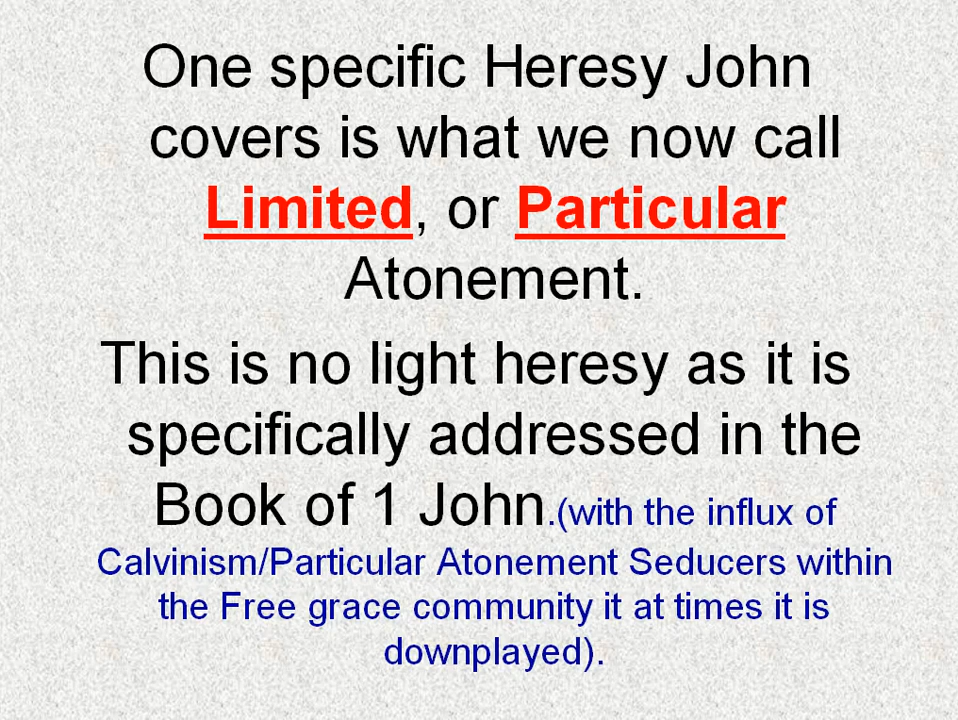 One specific Heresy John
covers is what we now call
Limited, or Particular
Atonement.
This is no light heresy as it is
specifically addressed in the
Book of 1 John.(with the influx of
Calvinism/Particular Atonement Seducers within
the Free grace community it at times it is
downplayed).